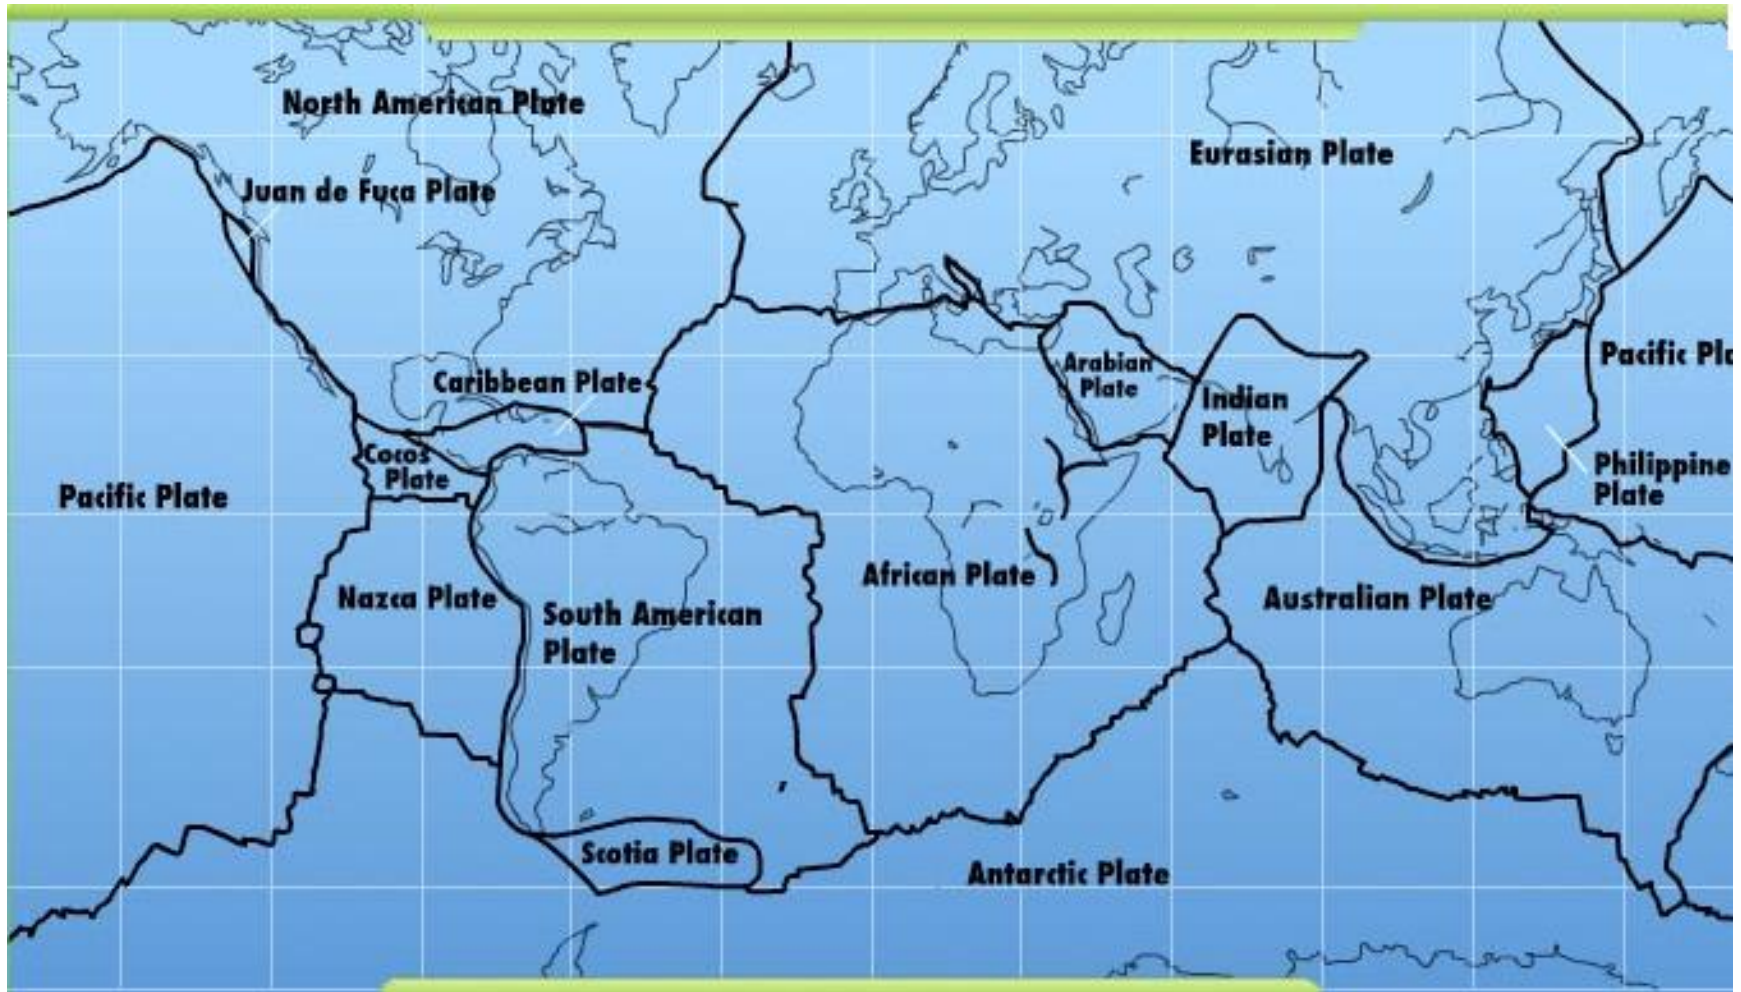 North American Plate
Eurasian Plate
Juan de Fuca Plate
Caribbean Plate
Arabian
Plate
Pacific Pla
Indian
Plate
Cocos
Plate
Pacific Plate
Philippine
Plate
Nazca Plate
South American
Plate
African Plate
Australian Plate
Scotia Plate
Antarctic Plate